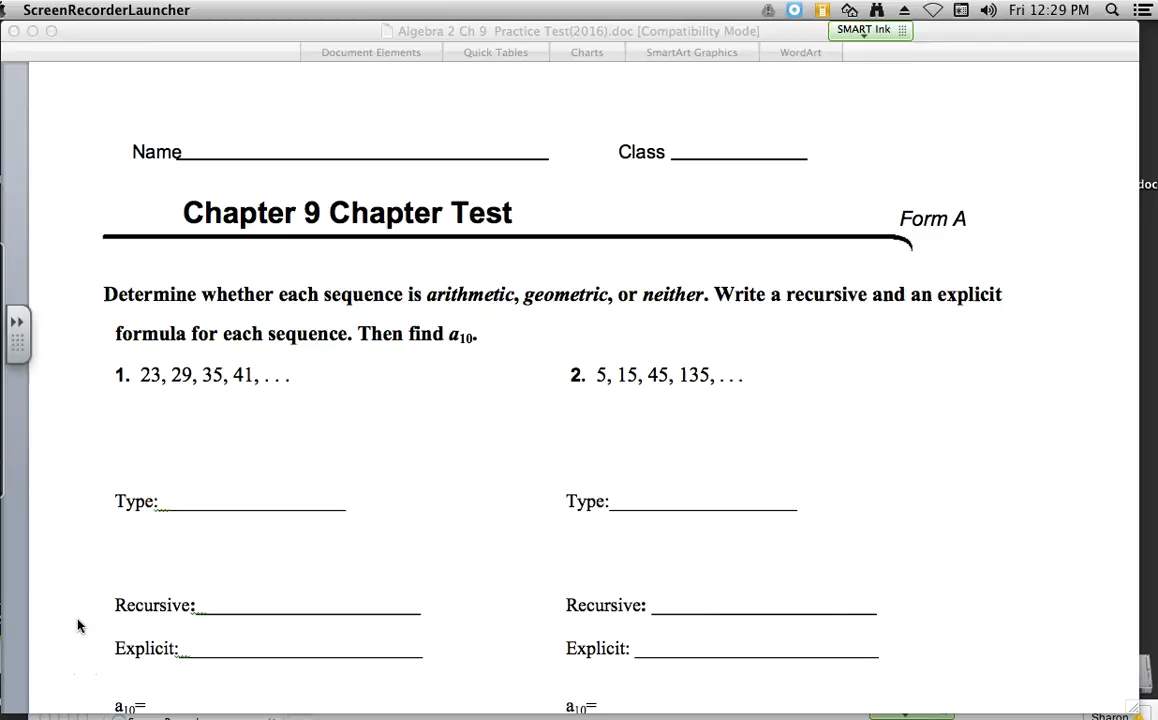 ScreenRecorderLauncher Fri 12:29 PM
Algebra 2 Ch 9 Practice Test(2016).doc [Compatibility Mode] SMART Ink
Document Elements Quick Tables Charts SmartArt Graphics WordArt
doc
Name Class
Chapter 9 Chapter Test Form A
Determine whether each sequence is arithmetic, geometric, or neither. Write a recursive and an explicit
formula for each sequence. Then find a10.
1. 23, 29, 35, 41, . . . 2. 5, 15, 45, 135, . . .
Type: Type:
Recursive: Recursive:
Explicit: Explicit:
a10= a10=
Sharon